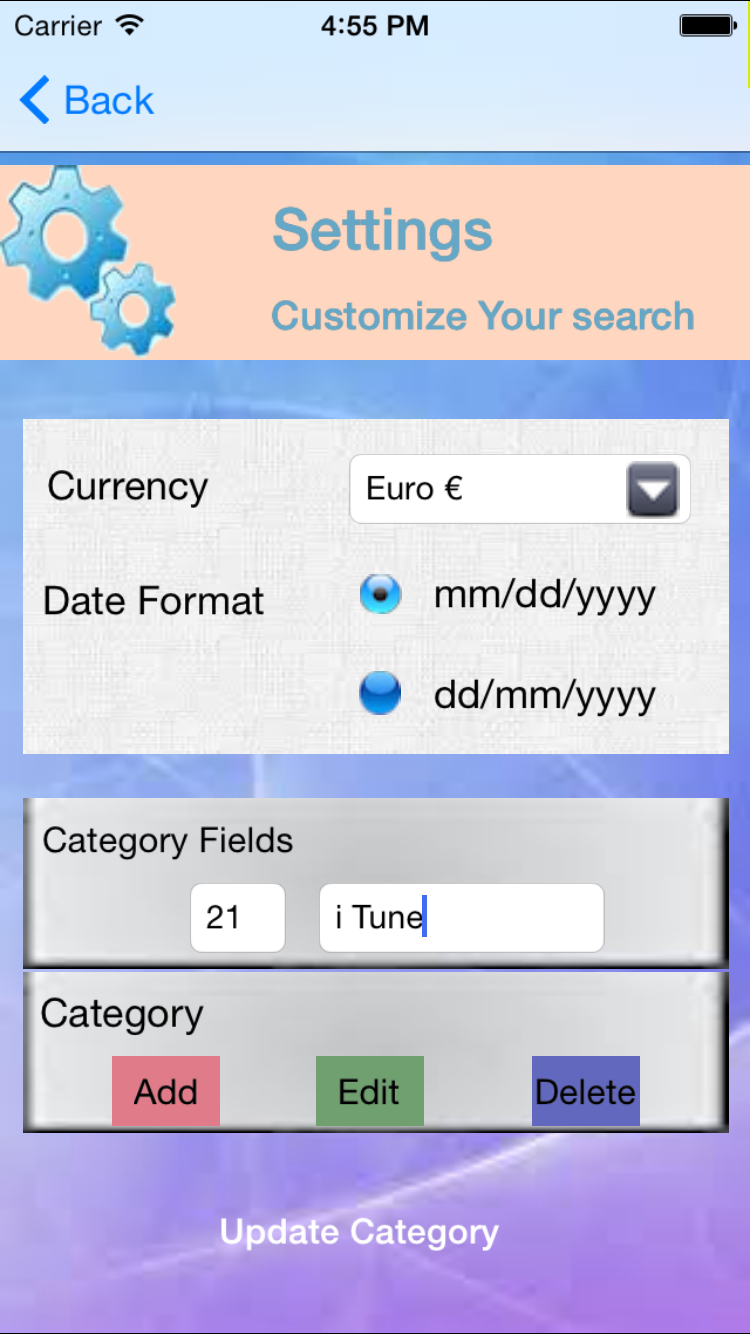 Carrier 4:55 PM
Back
Settings
Customize Your search
Currency Euro €
Date Format mm/dd/yyyy
dd/mm/yyyy
Category Fields
21 i Tune
Category
Add Edit Delete
Update Category